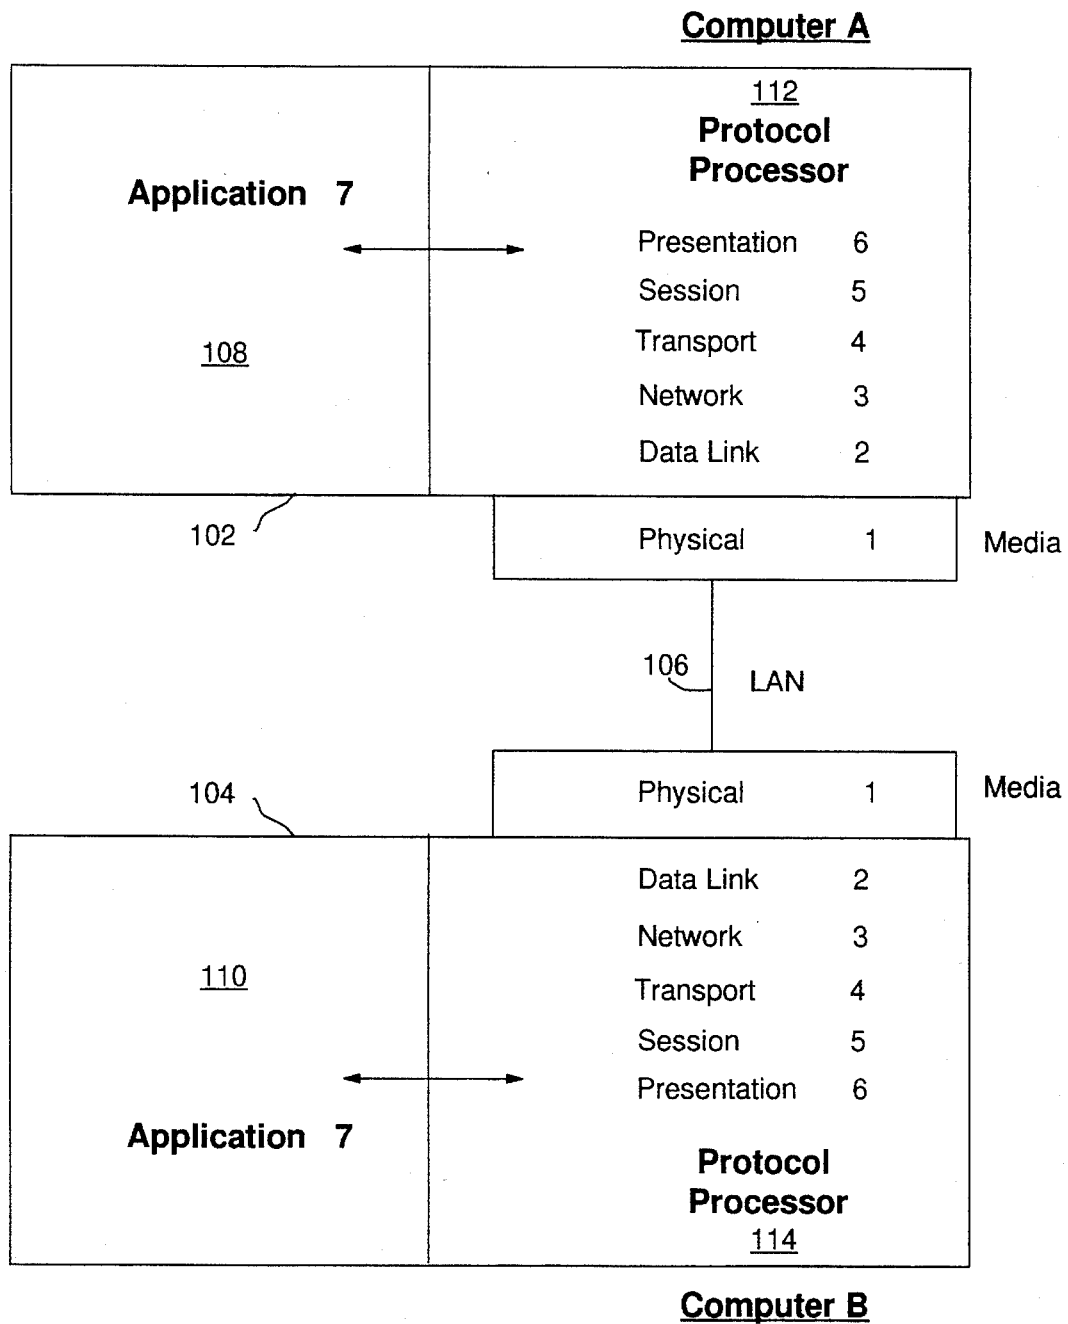 Computer A
112
Protocol
Processor
Application 7
Presentation 6
Session 5
108
Transport 4
Network 3
Data Link 2
102
Physical 1
Media
106
LAN
104
Physical 1
Media
Data Link 2
Network 3
110
Transport 4
Session 5
Presentation 6
Application 7
Protocol
Processor
114
Computer B